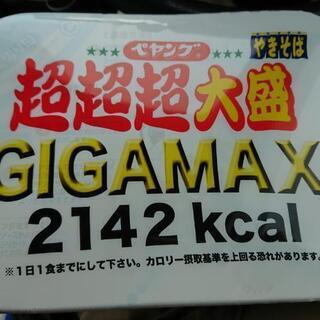 ペヤング
やきそば
超超超大盛
GIGAMAX
2142kcal
※1日1食までにして下さい。カロリー摂取基準を上回る恐れがあります。